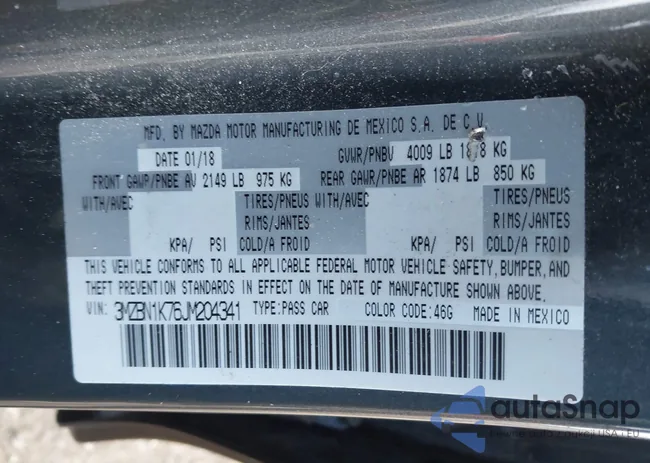 MFD. BY MAZDA MOTOR MANUFACTURING DE MEXICO S.A. DE C.V.
DATE 01/18 GVWR/PNBV 4009 LB KG
FRONT GAWR/PNBE AV 2149 LB 975 KG REAR GAWR/PNBE AR 1874 LB 850 KG
WITH/AVEC TIRES/PNEUS WITH/AVEC TIRES/PNEUS
RIMS/JANTES RIMS/JANTES
KPA/ PSI COLD/A FROID KPA/ PSI COLD/A FROID
THIS VEHICLE CONFORMS TO ALL APPLICABLE FEDERAL MOTOR VEHICLE SAFETY, BUMPER, AND
THEFT PREVENTION STANDARDS IN EFFECT ON THE DATE OF MANUFACTURE SHOWN ABOVE.
VIN: 3MZBN1K76JM204341 TYPE:PASS CAR COLOR CODE:46G MADE IN MEXICO
autoSnap